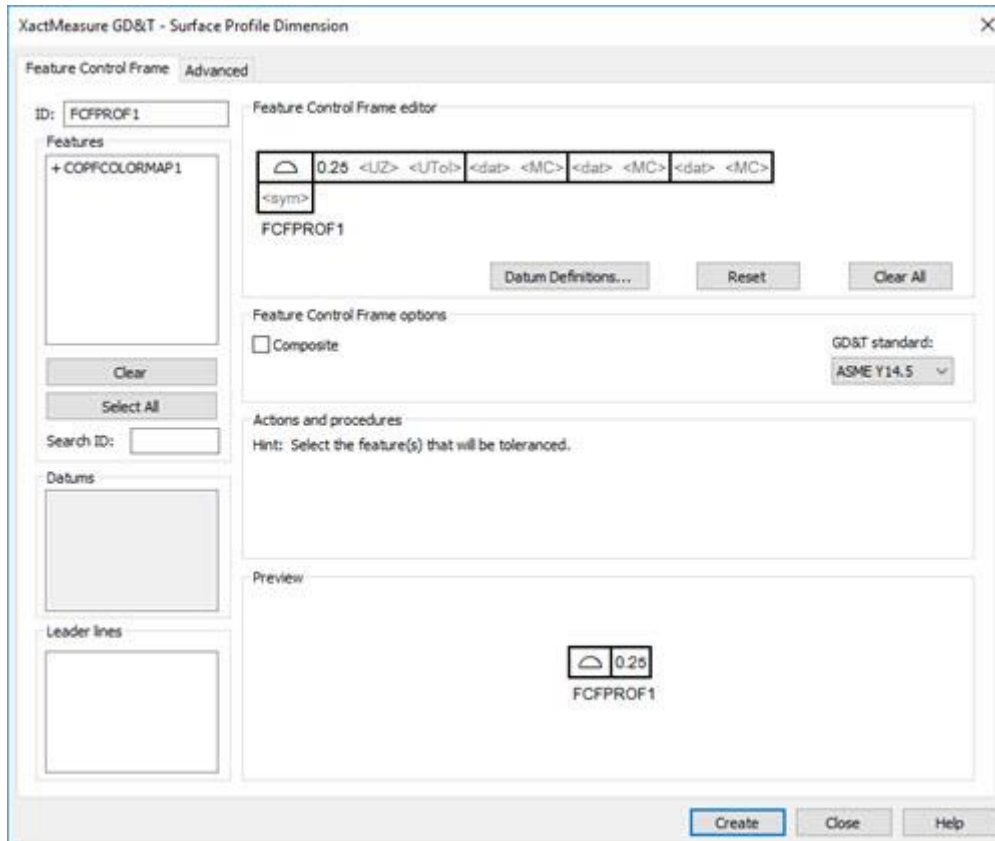 XactMeasure GD&T - Surface Profile Dimension
Feature Control Frame Advanced
ID: FCFPROF1
Features
+ COPFCOLORMAP1
Clear
Select All
Search ID:
Datums
Leader lines
Feature Control Frame editor
0.25 <UZ> <UTol> <dat> <MC> <dat> <MC> <dat> <MC>
<sym>
FCFPROF1
Datum Definitions... Reset Clear All
Feature Control Frame options
Composite
GD&T standard:
ASME Y14.5
Actions and procedures
Hint: Select the feature(s) that will be toleranced.
Preview
0.25
FCFPROF1
Create Close Help